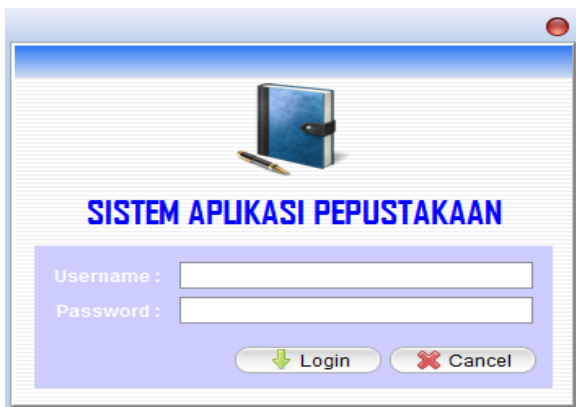 SISTEM APLIKASI PEPUSTAKAAN
Username :
Password :
Login Cancel